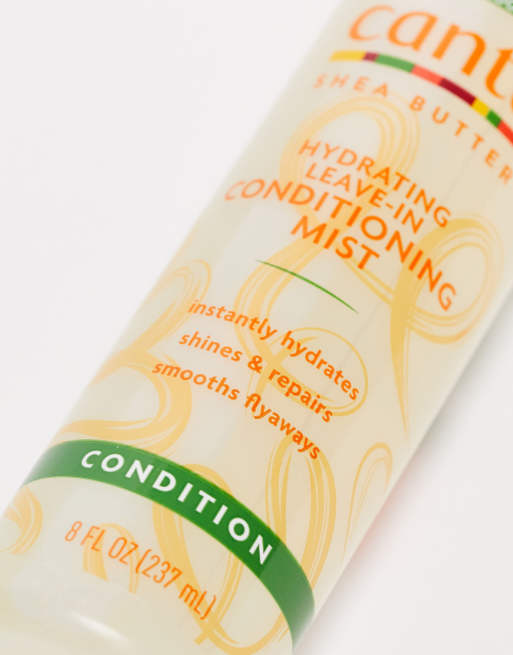 cant
SHEA BUTTER
HYDRATING
LEAVE-IN
CONDITIONING
MIST
instantly hydrates
shines & repairs
smooths flyaways
CONDITION
8 FL OZ (237 mL)